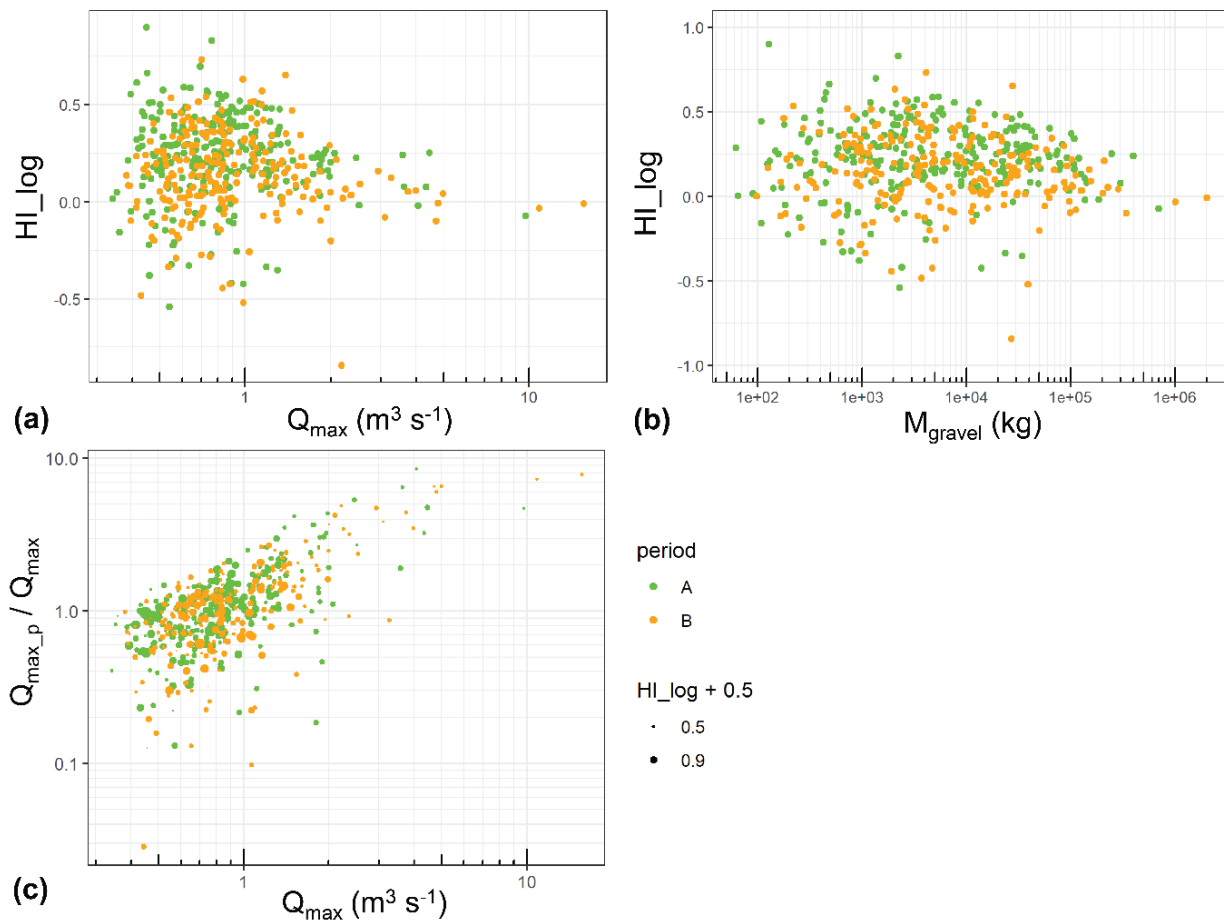 HI_log
0.5
0.0
-0.5
1
10
(a)
Q_max (m³ s⁻¹)
HI_log
1.0
0.5
0.0
-0.5
-1.0
1e+02
1e+03
1e+04
1e+05
1e+06
(b)
M_gravel (kg)
Q_max_p / Q_max
10.0
1.0
0.1
1
10
(c)
Q_max (m³ s⁻¹)
period
A
B
HI_log + 0.5
0.5
0.9